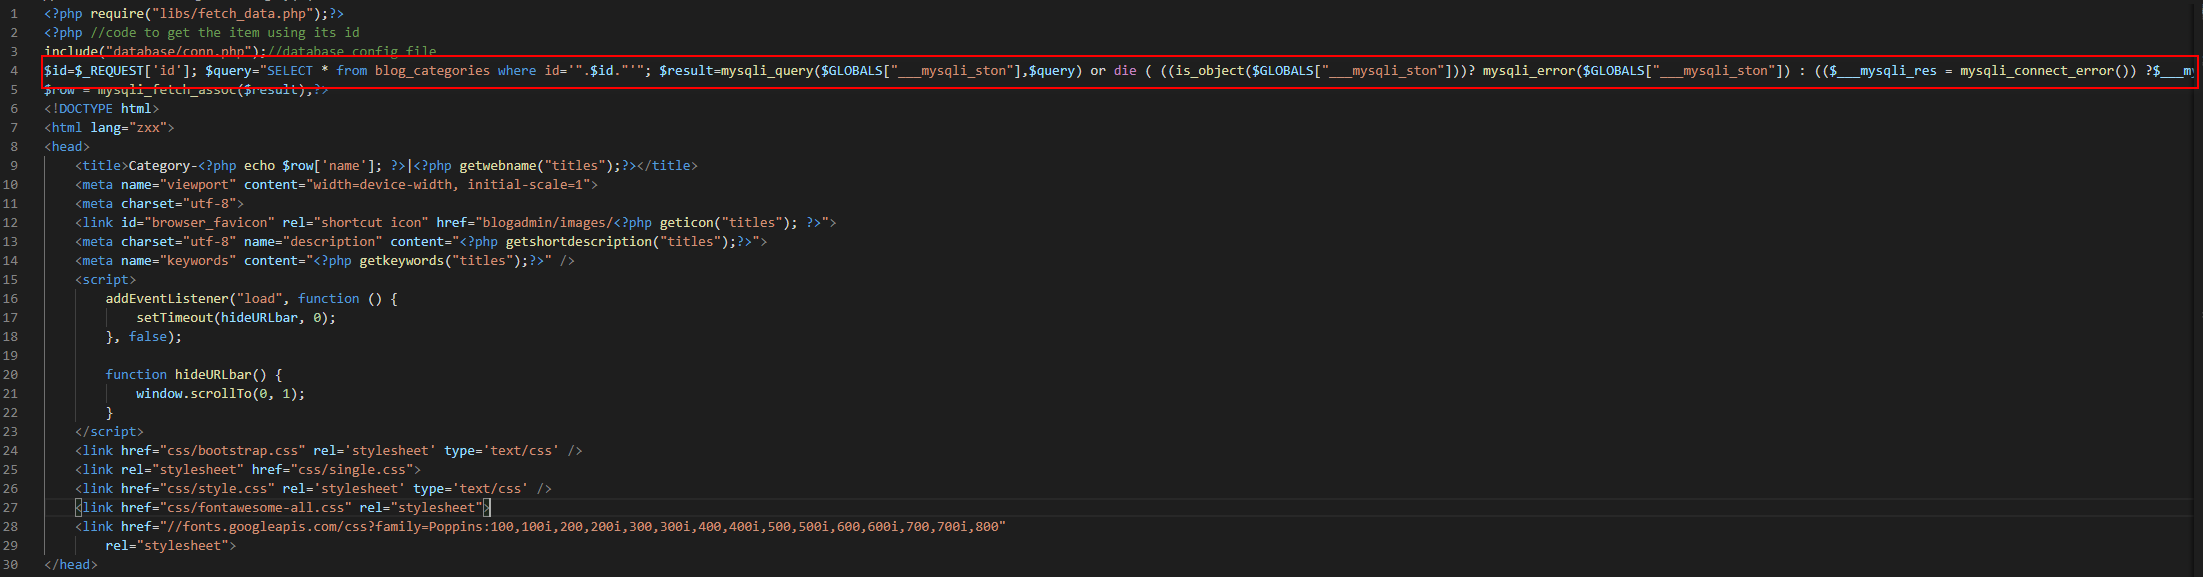 1 <?php require("libs/fetch_data.php");?>
2 <?php //code to get the item using its id
3 include("database/conn.php");//database config file
4 $id=$_REQUEST['id']; $query="SELECT * from blog_categories where id='".$id."'"; $result=mysqli_query($GLOBALS["___mysqli_ston"],$query) or die ( ((is_object($GLOBALS["___mysqli_ston"]))? mysqli_error($GLOBALS["___mysqli_ston"]) : (($___mysqli_res = mysqli_connect_error()) ?$___my
5 $row = mysqli_fetch_assoc($result);?>
6 <!DOCTYPE html>
7 <html lang="zxx">
8 <head>
9 <title>Category-<?php echo $row['name']; ?>|<?php getwebname("titles");?></title>
10 <meta name="viewport" content="width=device-width, initial-scale=1">
11 <meta charset="utf-8">
12 <link id="browser_favicon" rel="shortcut icon" href="blogadmin/images/<?php geticon("titles"); ?>">
13 <meta charset="utf-8" name="description" content="<?php getshortdescription("titles");?>">
14 <meta name="keywords" content="<?php getkeywords("titles");?>" />
15 <script>
16 addEventListener("load", function () {
17 setTimeout(hideURLbar, 0);
18 }, false);
19
20 function hideURLbar() {
21 window.scrollTo(0, 1);
22 }
23 </script>
24 <link href="css/bootstrap.css" rel='stylesheet' type='text/css' />
25 <link rel="stylesheet" href="css/single.css">
26 <link href="css/style.css" rel='stylesheet' type='text/css' />
27 <link href="css/fontawesome-all.css" rel="stylesheet">
28 <link href="//fonts.googleapis.com/css?family=Poppins:100,100i,200,200i,300,300i,400,400i,500,500i,600,600i,700,700i,800"
29 rel="stylesheet">
30 </head>